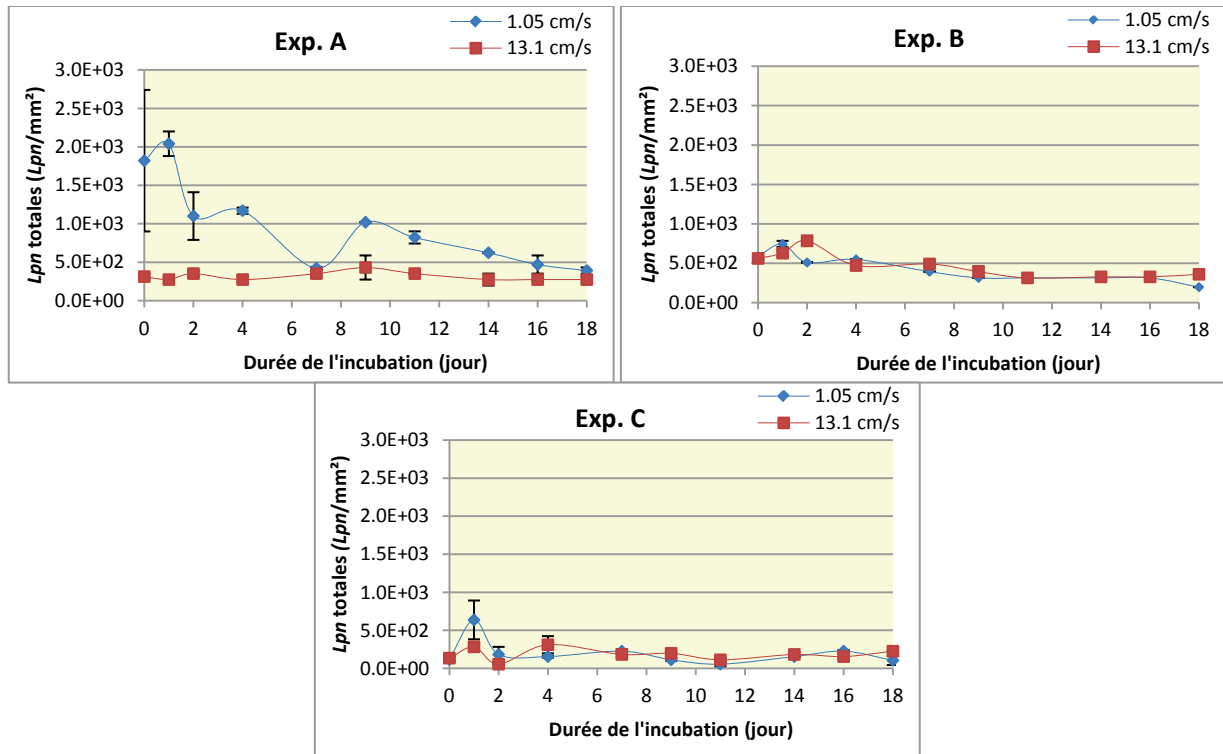 Exp. A
1.05 cm/s
13.1 cm/s
Lpn totales (Lpn/mm²)
3.0E+03
2.5E+03
2.0E+03
1.5E+03
1.0E+03
5.0E+02
0.0E+00
0 2 4 6 8 10 12 14 16 18
Durée de l'incubation (jour)
Exp. B
1.05 cm/s
13.1 cm/s
Lpn totales (Lpn/mm²)
3.0E+03
2.5E+03
2.0E+03
1.5E+03
1.0E+03
5.0E+02
0.0E+00
0 2 4 6 8 10 12 14 16 18
Durée de l'incubation (jour)
Exp. C
1.05 cm/s
13.1 cm/s
Lpn totales (Lpn/mm²)
3.0E+03
2.5E+03
2.0E+03
1.5E+03
1.0E+03
5.0E+02
0.0E+00
0 2 4 6 8 10 12 14 16 18
Durée de l'incubation (jour)